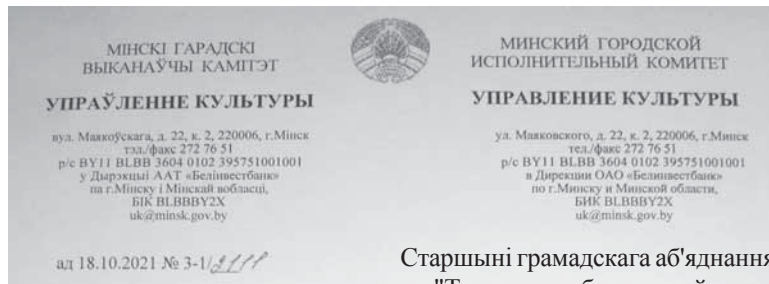 МІНСКІ ГАРАДСКІ
ВЫКАНАЎЧЫ КАМІТЭТ
УПРАЎЛЕННЕ КУЛЬТУРЫ
вул. Маякоўскага, д. 22, к. 2, 220006, г.Мінск
тэл./факс 272 76 51
р/с BY11 BLBB 3604 0102 395751001001
у Дырэкцыі ААТ «Белінвестбанк»
па г.Мінску і Мінскай вобласці,
БІК BLBBBY2X
uk@minsk.gov.by
ад 18.10.2021 № 3-1/
МИНСКИЙ ГОРОДСКОЙ
ИСПОЛНИТЕЛЬНЫЙ КОМИТЕТ
УПРАВЛЕНИЕ КУЛЬТУРЫ
ул. Маяковского, д. 22, к. 2, 220006, г.Минск
тел./факс 272 76 51
р/с BY11 BLBB 3604 0102 395751001001
в Дирекции ОАО «Белинвестбанк»
по г.Минску и Минской области,
БИК BLBBBY2X
uk@minsk.gov.by
Старшыні грамадскага аб'яднання